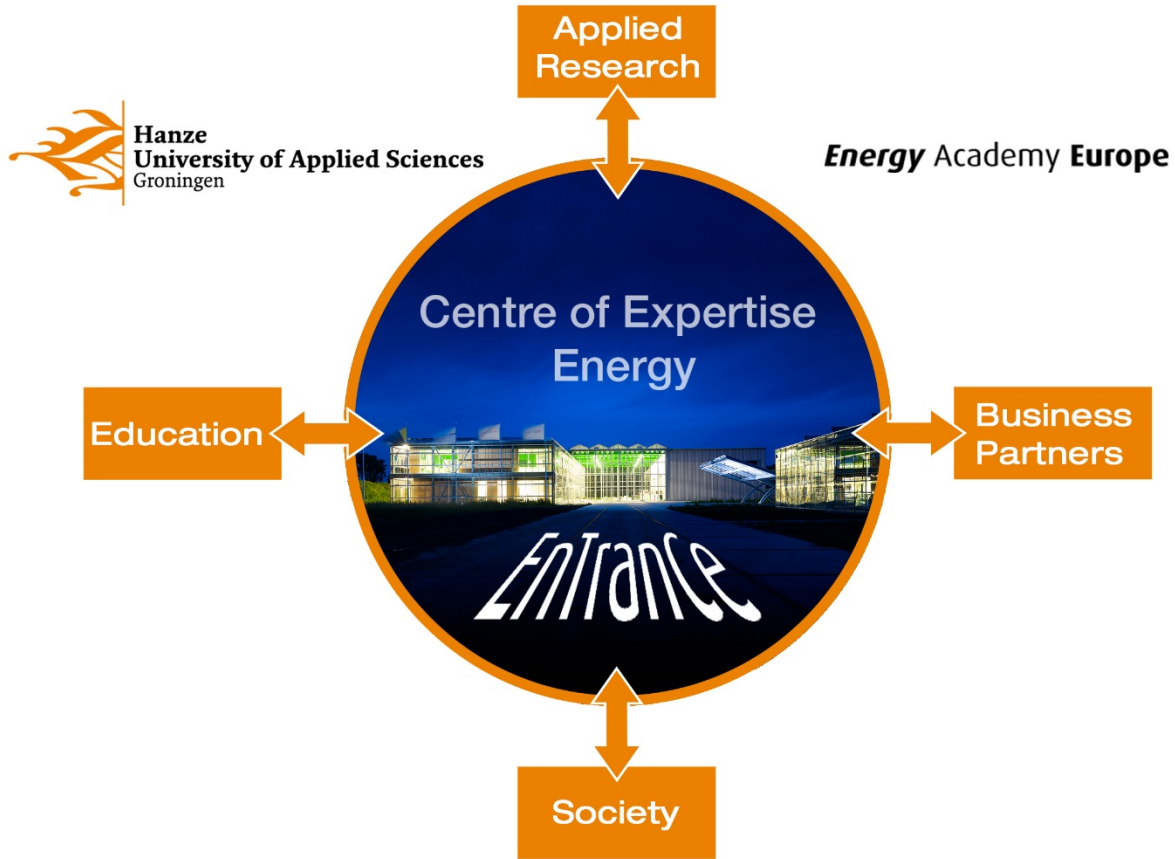 Applied
Research
Hanze
University of Applied Sciences
Groningen
Energy Academy Europe
Centre of Expertise
Energy
Education
Business
Partners
EnTranCe
Society